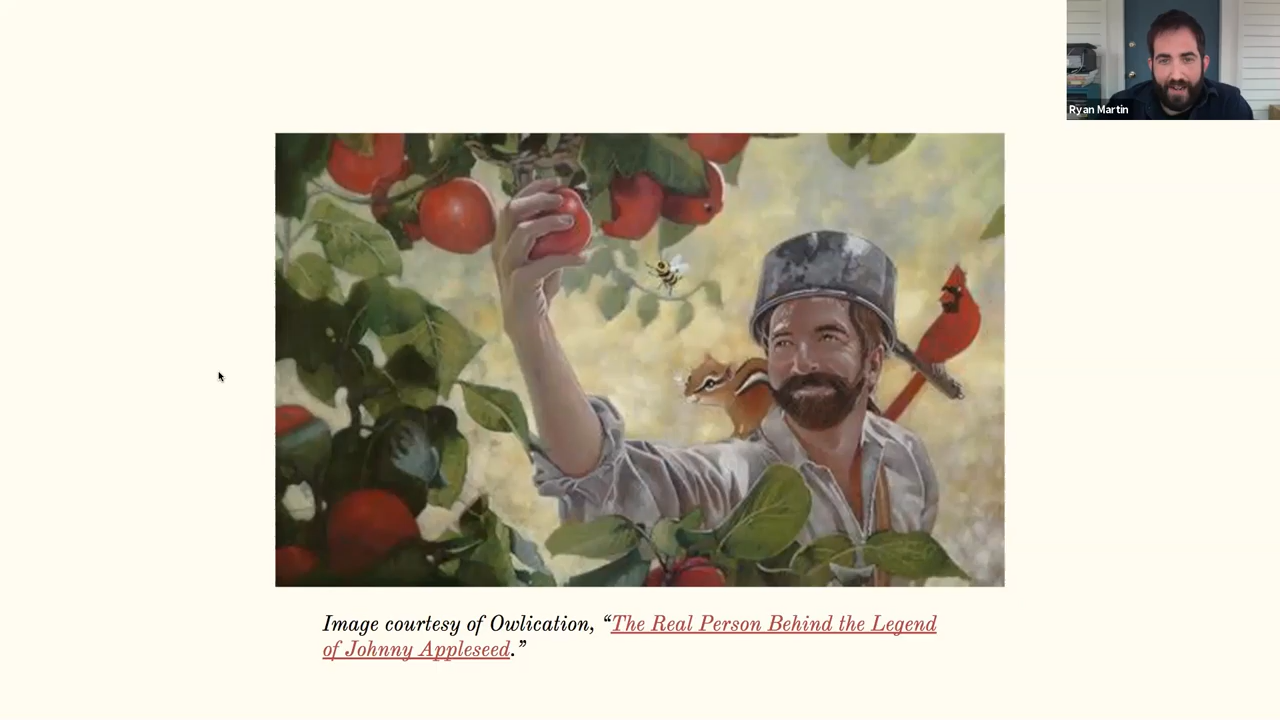 Ryan Martin
Image courtesy of Owlication, “The Real Person Behind the Legend
of Johnny Appleseed.”